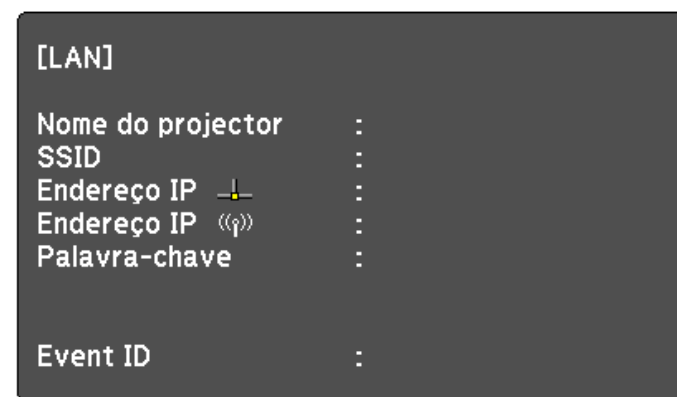 [LAN]
Nome do projector :
SSID :
Endereço IP :
Endereço IP :
Palavra-chave :
Event ID :